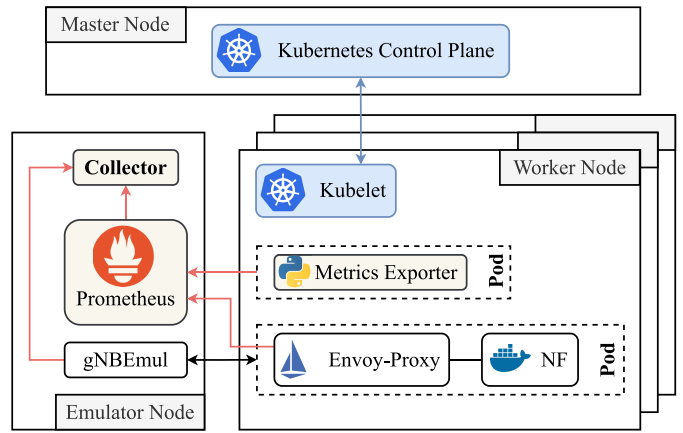 Master Node
Kubernetes Control Plane
Collector
Worker Node
Kubelet
Prometheus
Metrics Exporter
Pod
gNBEmul
Envoy-Proxy
NF
Pod
Emulator Node